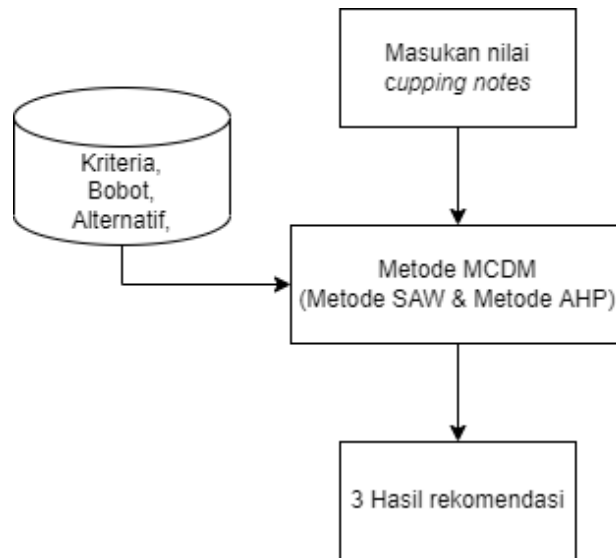 Masukan nilai
cupping notes
Kriteria,
Bobot,
Alternatif,
Metode MCDM
(Metode SAW & Metode AHP)
3 Hasil rekomendasi